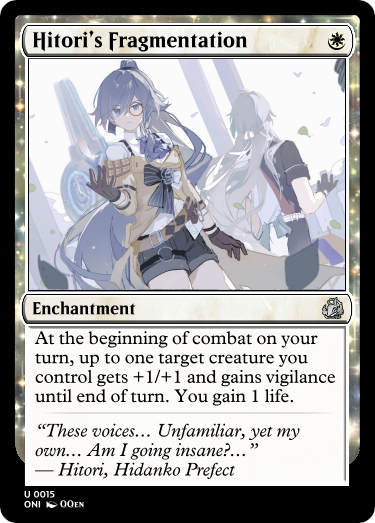 Hitori's Fragmentation
Enchantment
At the beginning of combat on your
turn, up to one target creature you
control gets +1/+1 and gains vigilance
until end of turn. You gain 1 life.
“These voices… Unfamiliar, yet my
own… Am I going insane?…”
— Hitori, Hidanko Prefect
U 0015
ONI OOEN